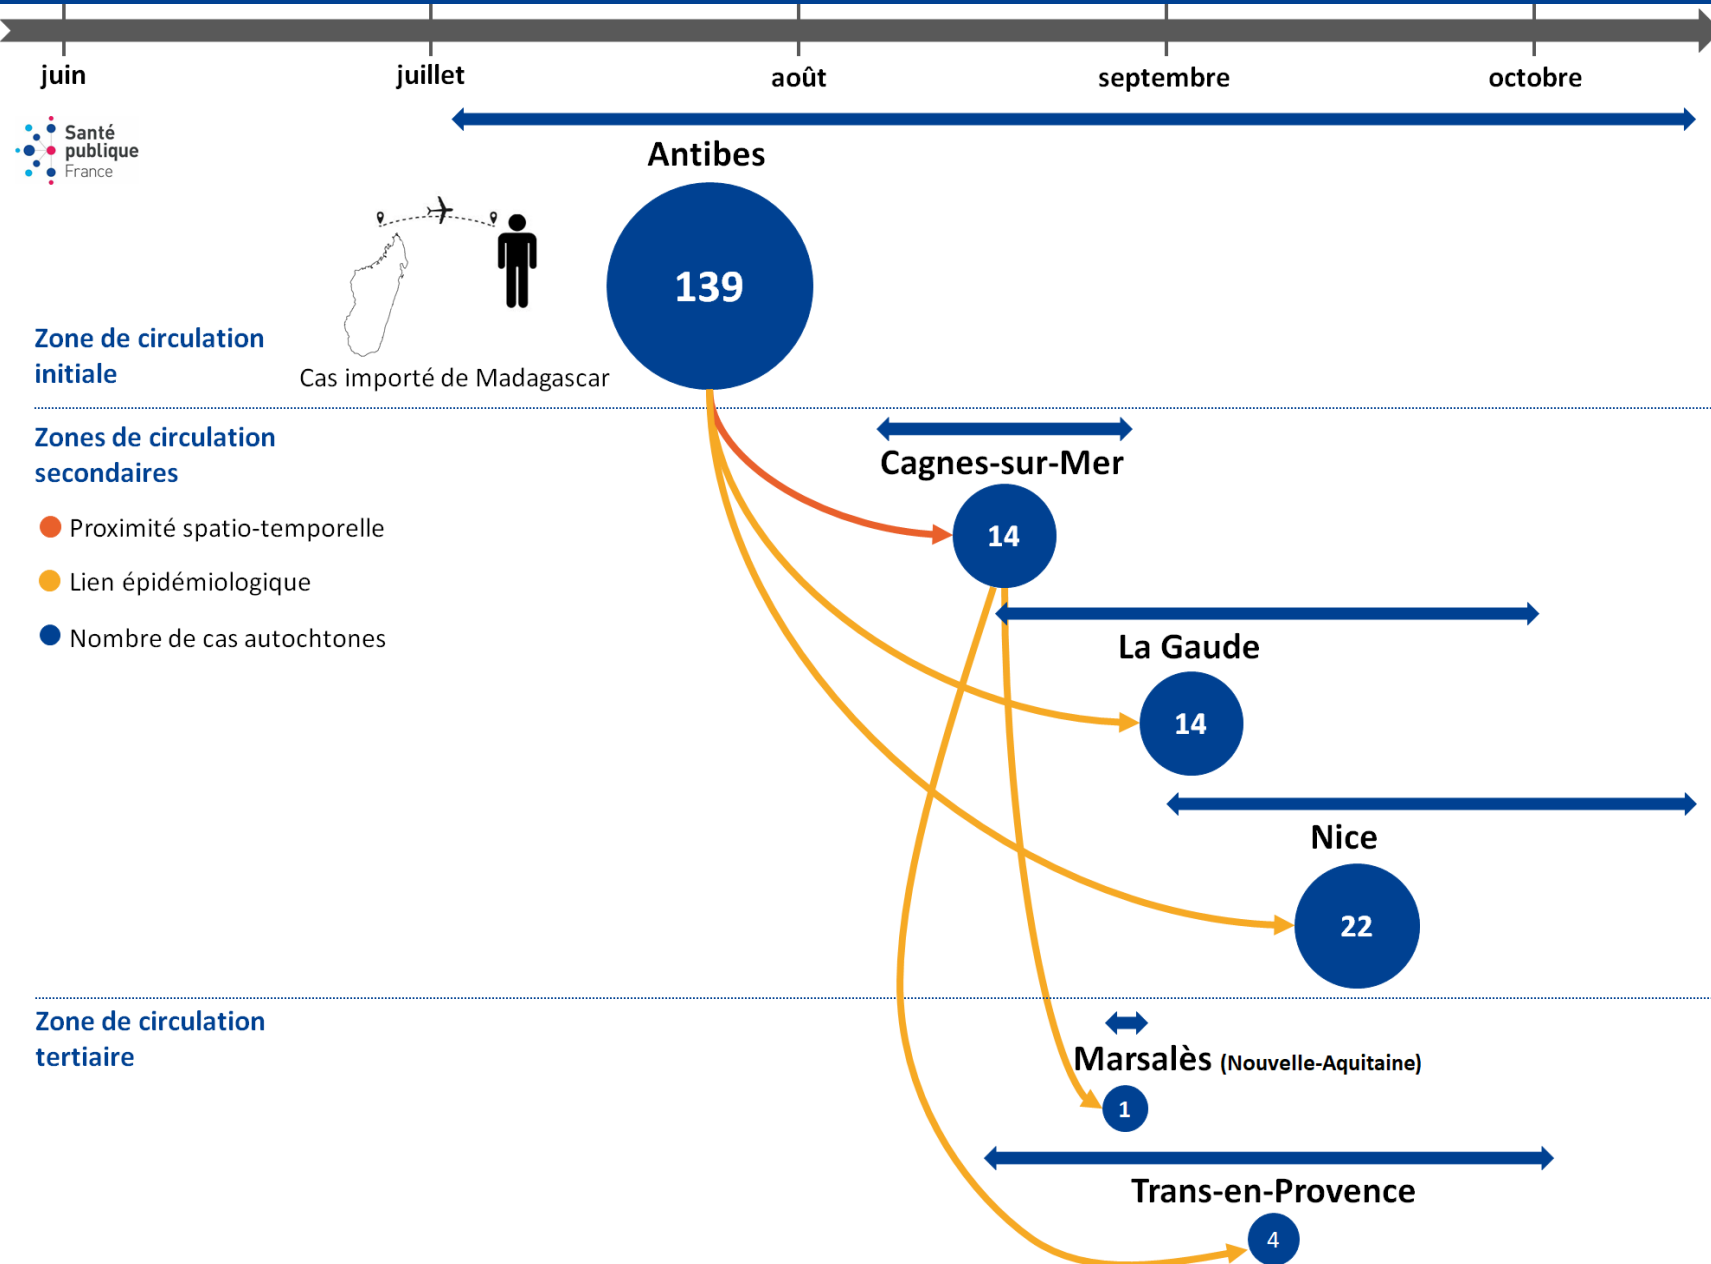 juin
juillet
août
septembre
octobre
Santé
publique
France
Antibes
139
Zone de circulation
initiale
Cas importé de Madagascar
Zones de circulation
secondaires
Proximité spatio-temporelle
Lien épidémiologique
Nombre de cas autochtones
Cagnes-sur-Mer
14
La Gaude
14
Nice
22
Zone de circulation
tertiaire
Marsalès (Nouvelle-Aquitaine)
1
Trans-en-Provence
4